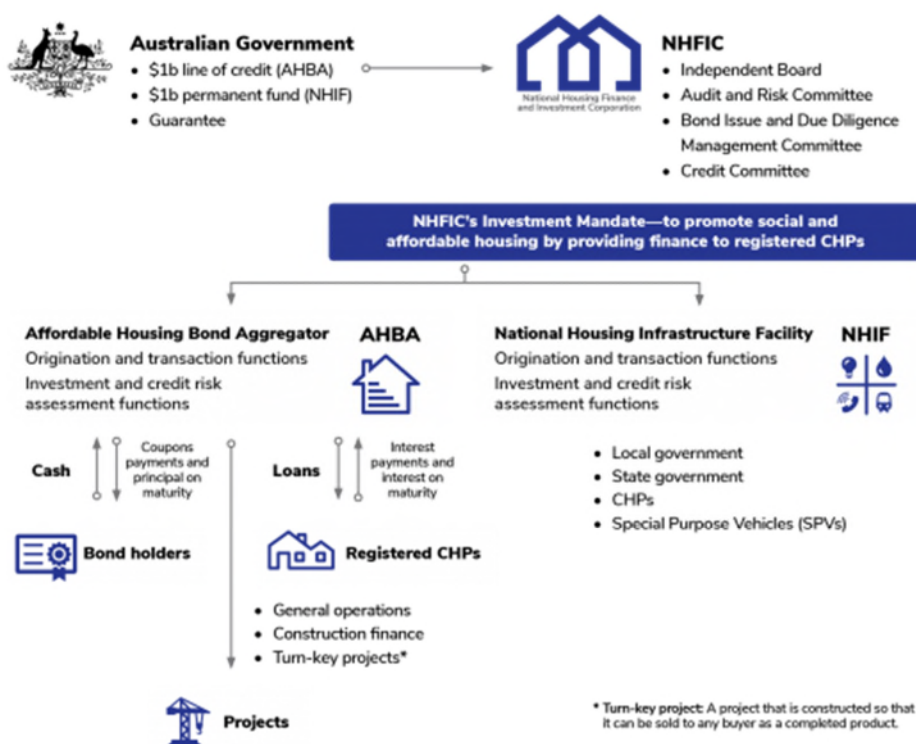 Australian Government
• $1b line of credit (AHBA)
• $1b permanent fund (NHIF)
• Guarantee
National Housing Finance
and Investment Corporation
NHFIC
• Independent Board
• Audit and Risk Committee
• Bond Issue and Due Diligence
Management Committee
• Credit Committee
NHFIC's Investment Mandate—to promote social and
affordable housing by providing finance to registered CHPs
Affordable Housing Bond Aggregator
AHBA
Origination and transaction functions
Investment and credit risk
assessment functions
National Housing Infrastructure Facility
NHIF
Origination and transaction functions
Investment and credit risk
assessment functions
Cash
Coupons
payments and
principal on
maturity
Loans
Interest
payments and
interest on
maturity
• Local government
• State government
• CHPs
• Special Purpose Vehicles (SPVs)
Bond holders
Registered CHPs
• General operations
• Construction finance
• Turn-key projects*
Projects
* Turn-key project: A project that is constructed so that
it can be sold to any buyer as a completed product.